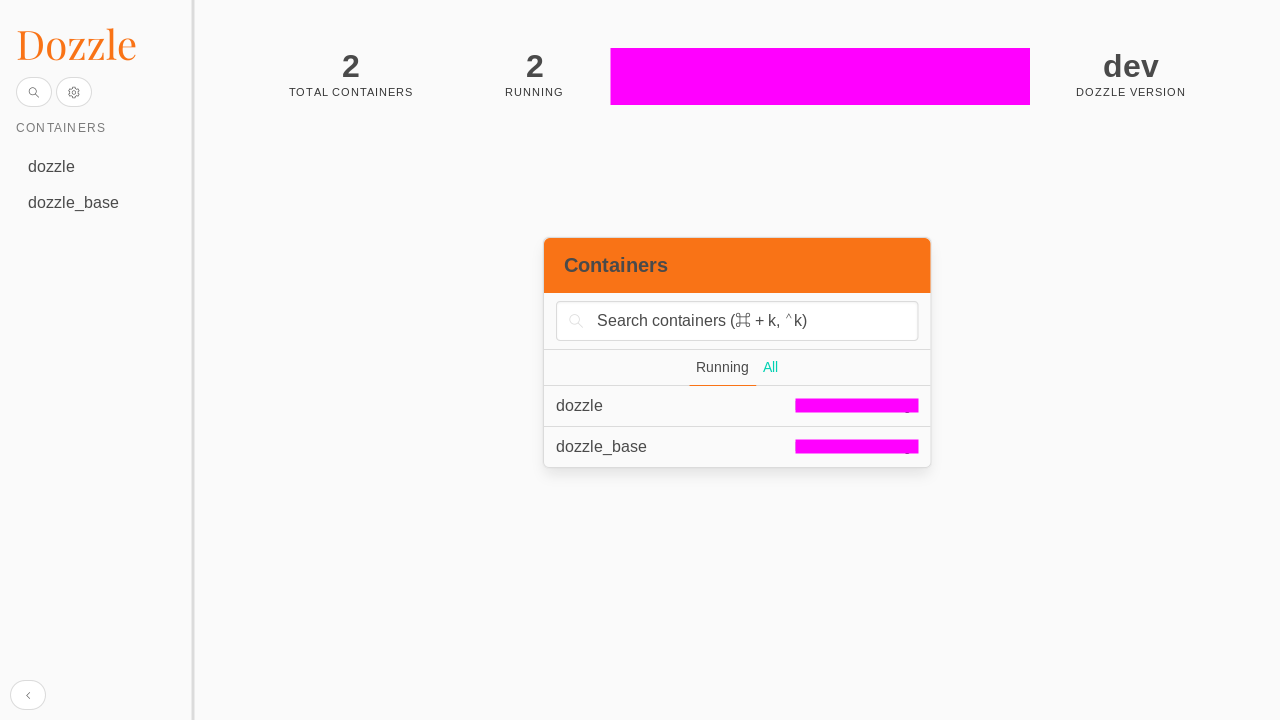 Dozzle
CONTAINERS
dozzle
dozzle_base
2
TOTAL CONTAINERS
2
RUNNING
dev
DOZZLE VERSION
Containers
Search containers (⌘ + k, ⌃k)
Running All
dozzle
dozzle_base